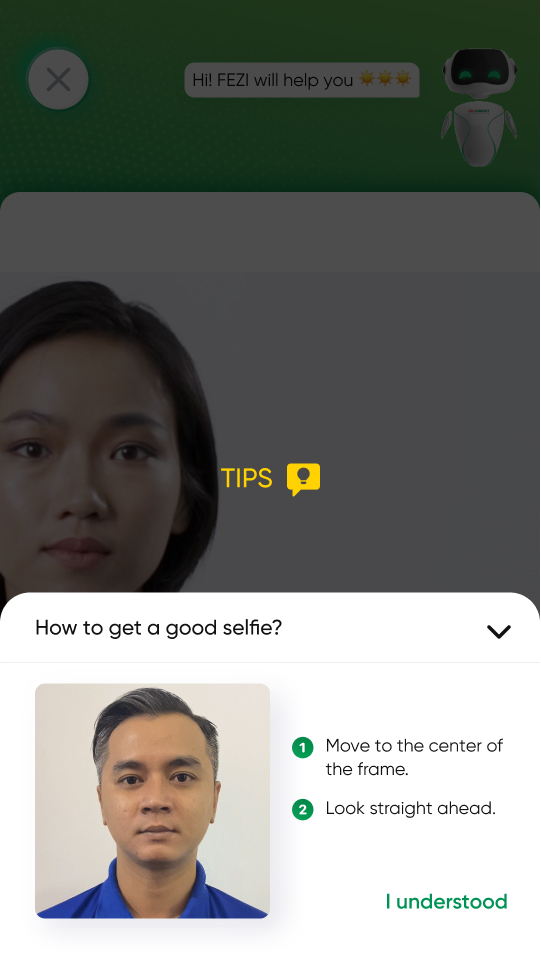 Hi! FEZI will help you ☀️☀️☀️
TIPS
How to get a good selfie?
1 Move to the center of
the frame.
2 Look straight ahead.
I understood